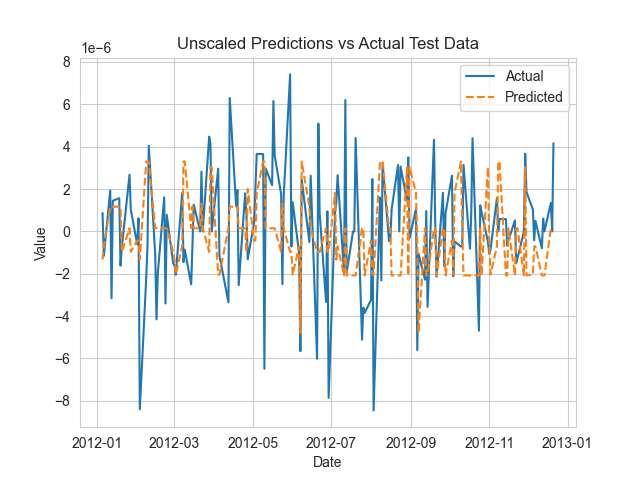 Unscaled Predictions vs Actual Test Data
1e−6
Actual
Predicted
8
6
4
2
0
−2
−4
−6
−8
Value
2012-01 2012-03 2012-05 2012-07 2012-09 2012-11 2013-01
Date